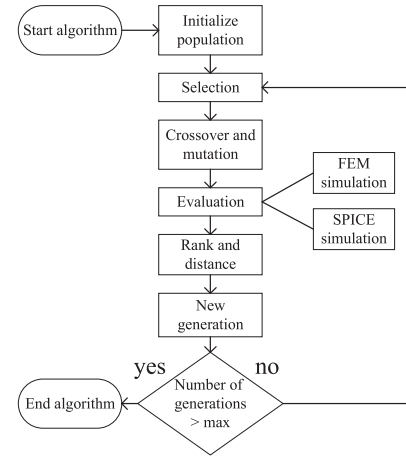 Start algorithm
Initialize
population
Selection
Crossover and
mutation
Evaluation
FEM
simulation
SPICE
simulation
Rank and
distance
New
generation
yes
no
Number of
generations
> max
End algorithm